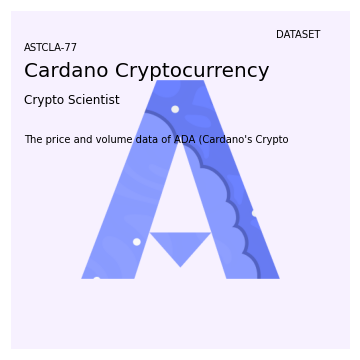 DATASET
ASTCLA-77
Cardano Cryptocurrency
Crypto Scientist
The price and volume data of ADA (Cardano's Crypto